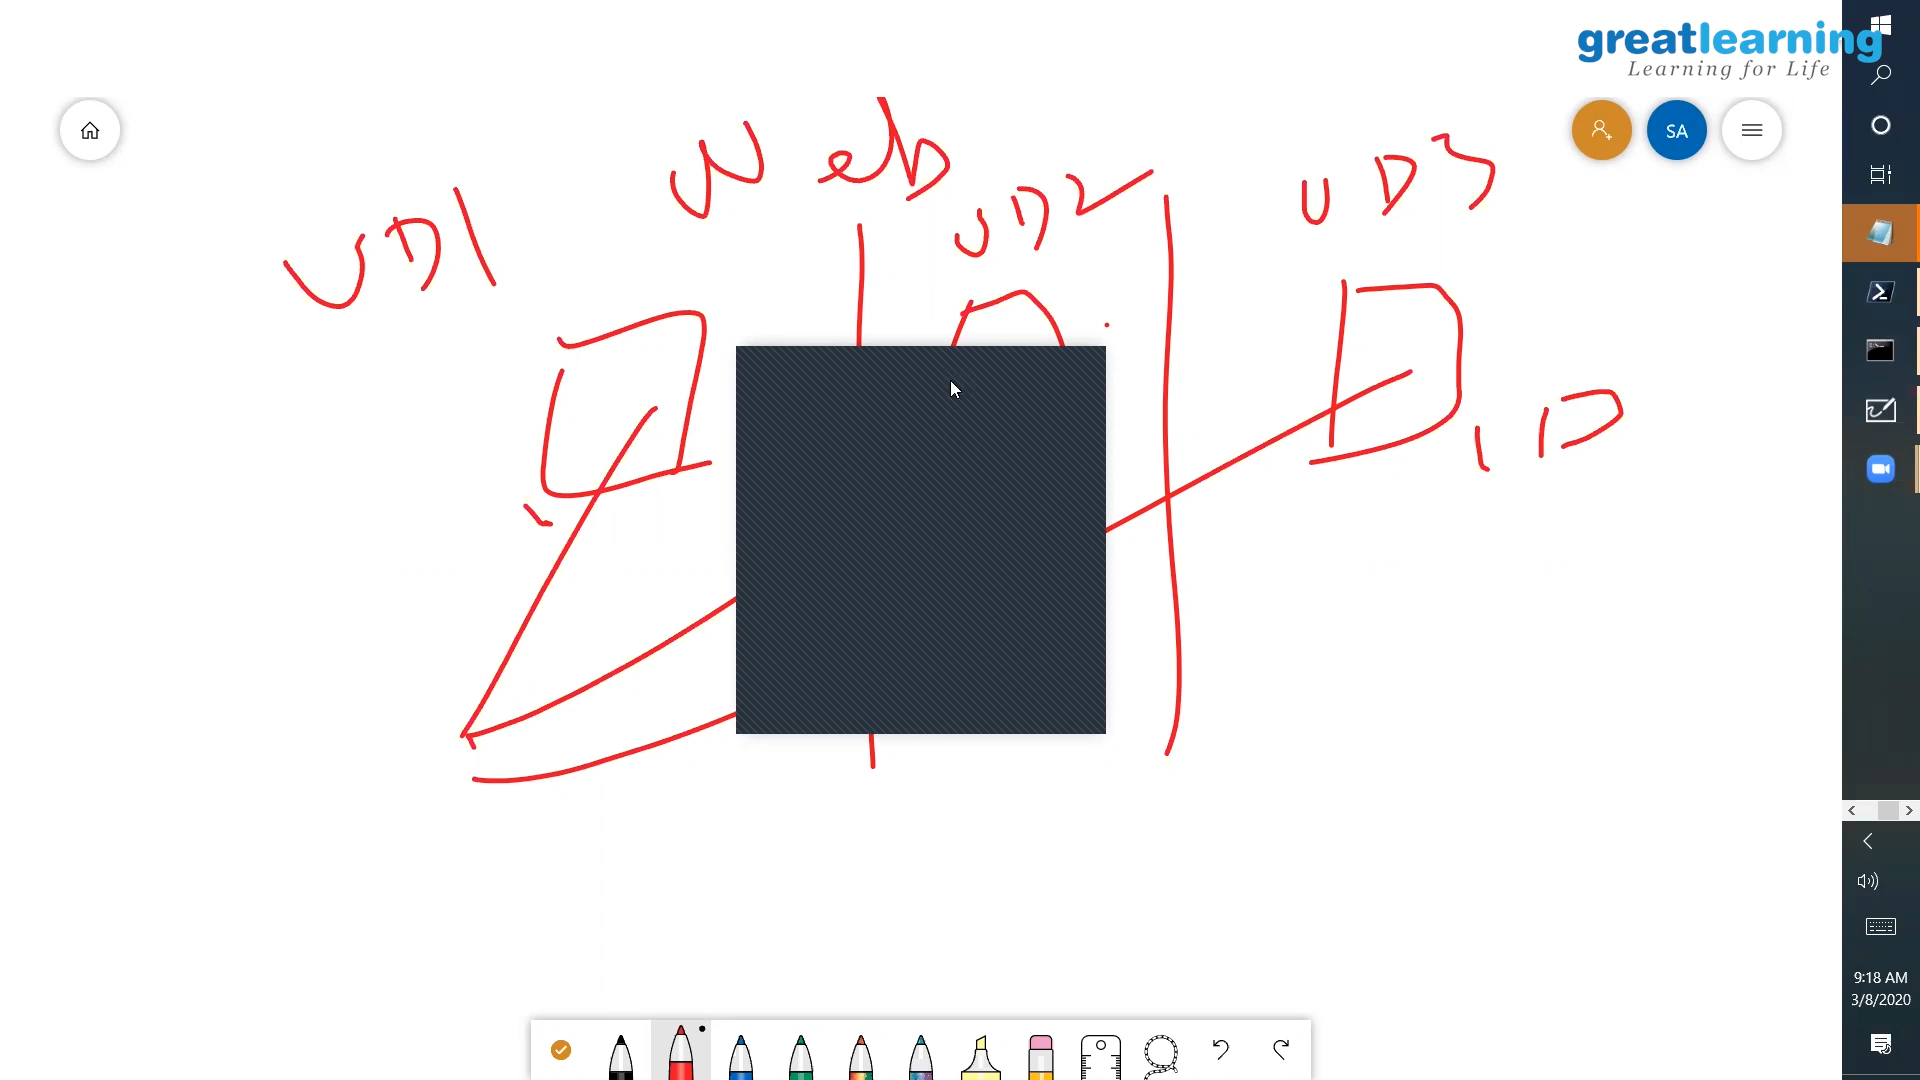 greatlearning
Learning for Life
SA
Web
UD1
UD2
UD3
9:18 AM
3/8/2020